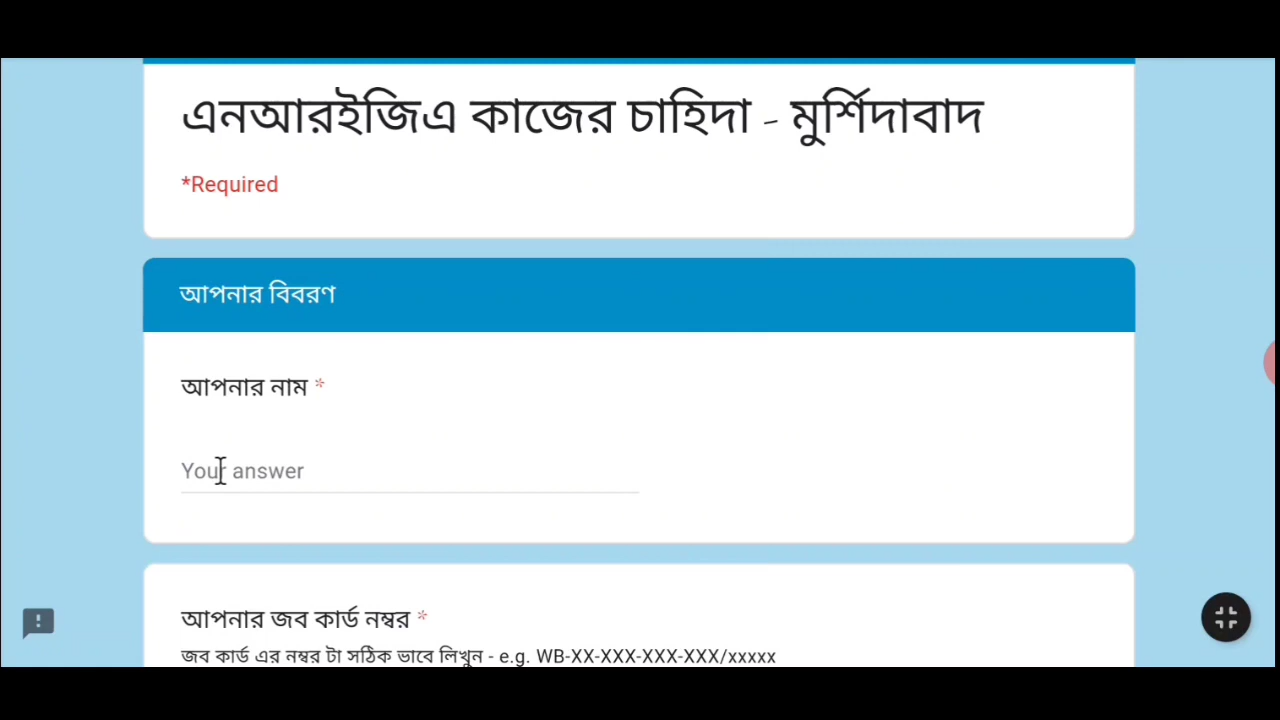 এনআরইজিএ কাজের চাহিদা - মুর্শিদাবাদ
*Required
আপনার বিবরণ
আপনার নাম *
Your answer
আপনার জব কার্ড নম্বর *
জব কার্ড এর নম্বর টা সঠিক ভাবে লিখুন - e.g. WB-XX-XXX-XXX-XXX/xxxxx